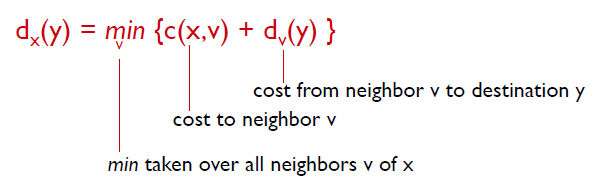 dₓ(y) = min {c(x,v) + dᵥ(y) }
v
cost from neighbor v to destination y
cost to neighbor v
min taken over all neighbors v of x